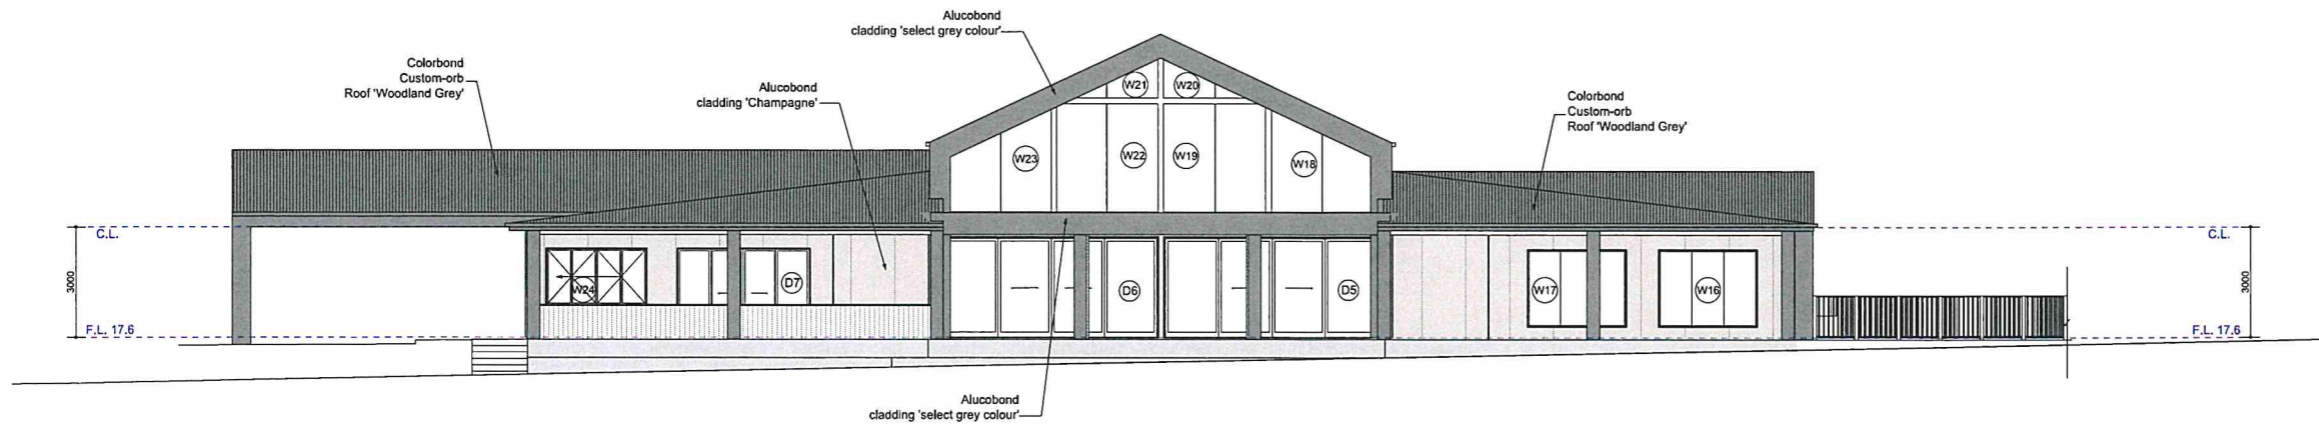 Alucobond
cladding 'select grey colour'
Colorbond
Custom-orb
Roof 'Woodland Grey'
Alucobond
cladding 'Champagne'
Colorbond
Custom-orb
Roof 'Woodland Grey'
W21
W20
W23
W22
W19
W18
C.L.
C.L.
3000
W24
D7
D6
D5
W17
W16
3000
F.L. 17.6
F.L. 17.6
Alucobond
cladding 'select grey colour'